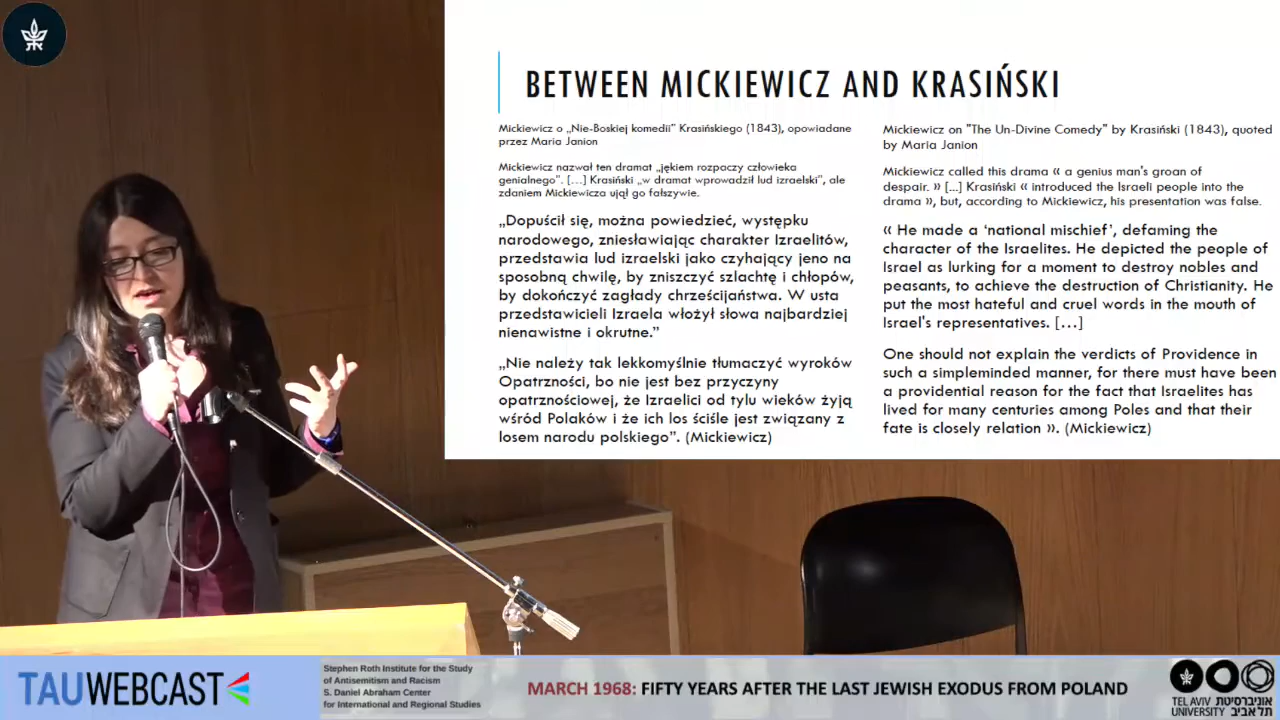 BETWEEN MICKIEWICZ AND KRASIŃSKI
Mickiewicz o „Nie-Boskiej komedii” Krasińskiego (1843), opowiadane
przez Maria Janion
Mickiewicz nazwał ten dramat „jękiem rozpaczy człowieka
genialnego”. […] Krasiński „w dramat wprowadził lud izraelski”, ale
zdaniem Mickiewicza ujął go fałszywie.
„Dopuścił się, można powiedzieć, występku
narodowego, zniesławiając charakter Izraelitów,
przedstawia lud izraelski jako czyhający jeno na
sposobną chwilę, by zniszczyć szlachtę i chłopów,
by dokończyć zagłady chrześcijaństwa. W usta
przedstawicieli Izraela włożył słowa najbardziej
nienawistne i okrutne.”
„Nie należy tak lekkomyślnie tłumaczyć wyroków
Opatrzności, bo nie jest bez przyczyny
opatrznościowej, że Izraelici od tylu wieków żyją
wśród Polaków i że ich los ściśle jest związany z
losem narodu polskiego”. (Mickiewicz)
Mickiewicz on "The Un-Divine Comedy" by Krasiński (1843), quoted
by Maria Janion
Mickiewicz called this drama « a genius man's groan of
despair. » [...] Krasiński « introduced the Israeli people into the
drama », but, according to Mickiewicz, his presentation was false.
« He made a ‘national mischief’, defaming the
character of the Israelites. He depicted the people of
Israel as lurking for a moment to destroy nobles and
peasants, to achieve the destruction of Christianity. He
put the most hateful and cruel words in the mouth of
Israel's representatives. […]
One should not explain the verdicts of Providence in
such a simpleminded manner, for there must have been
a providential reason for the fact that Israelites has
lived for many centuries among Poles and that their
fate is closely relation ». (Mickiewicz)
TAUWEBCAST
Stephen Roth Institute for the Study
of Antisemitism and Racism
S. Daniel Abraham Center
for International and Regional Studies
MARCH 1968: FIFTY YEARS AFTER THE LAST JEWISH EXODUS FROM POLAND
TEL AVIV אוניברסיטת
UNIVERSITY תל אביב